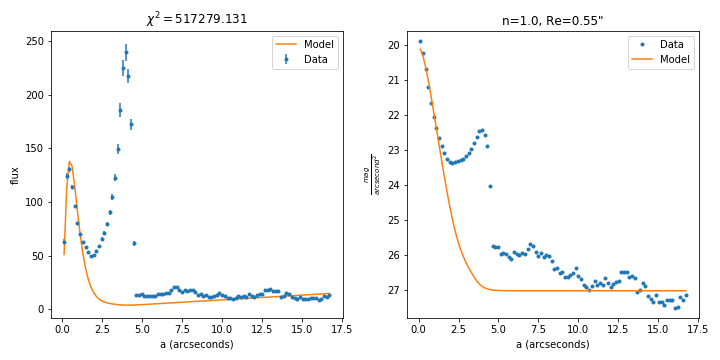 χ² = 517279.131
Model
Data
flux
250
200
150
100
50
0
0.0 2.5 5.0 7.5 10.0 12.5 15.0 17.5
a (arcseconds)
n=1.0, Re=0.55"
Data
Model
mag/arcsecond²
20
21
22
23
24
25
26
27
0.0 2.5 5.0 7.5 10.0 12.5 15.0 17.5
a (arcseconds)